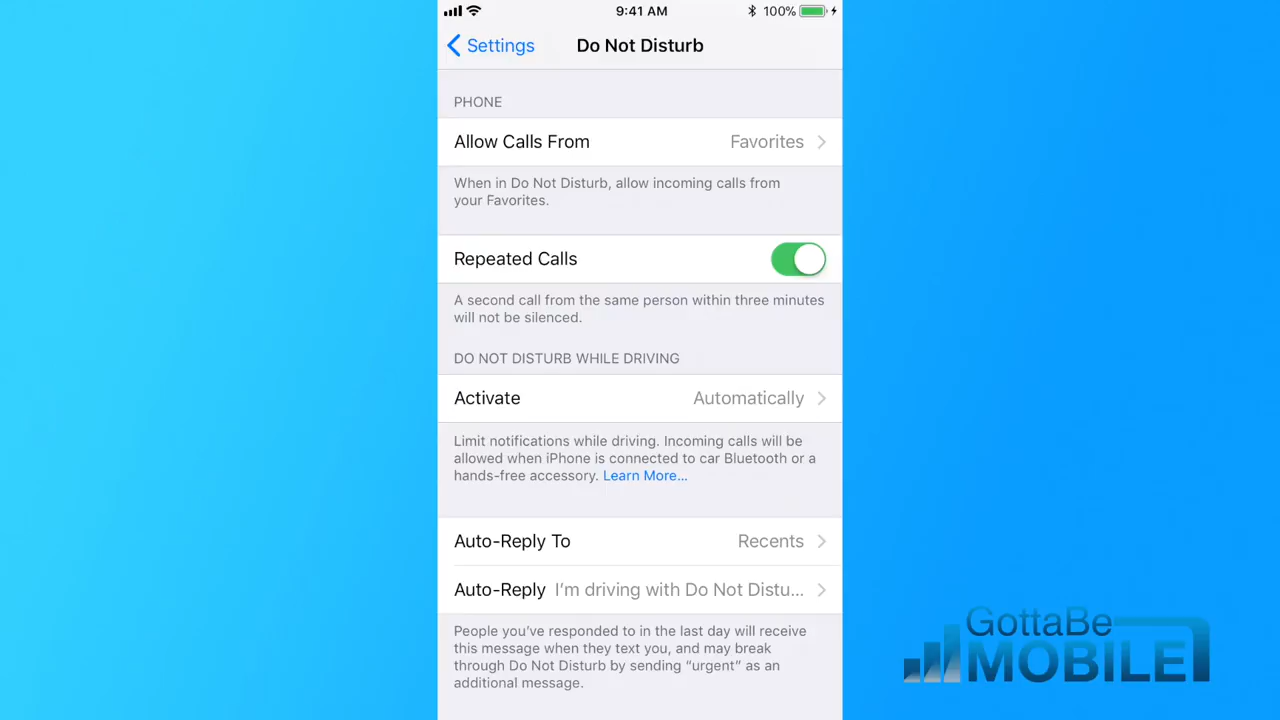 9:41 AM 100%
Settings Do Not Disturb
PHONE
Allow Calls From Favorites
When in Do Not Disturb, allow incoming calls from
your Favorites.
Repeated Calls
A second call from the same person within three minutes
will not be silenced.
DO NOT DISTURB WHILE DRIVING
Activate Automatically
Limit notifications while driving. Incoming calls will be
allowed when iPhone is connected to car Bluetooth or a
hands-free accessory. Learn More...
Auto-Reply To Recents
Auto-Reply I’m driving with Do Not Distu...
People you’ve responded to in the last day will receive
this message when they text you, and may break
through Do Not Disturb by sending “urgent” as an
additional message.
GottaBe
MOBILE